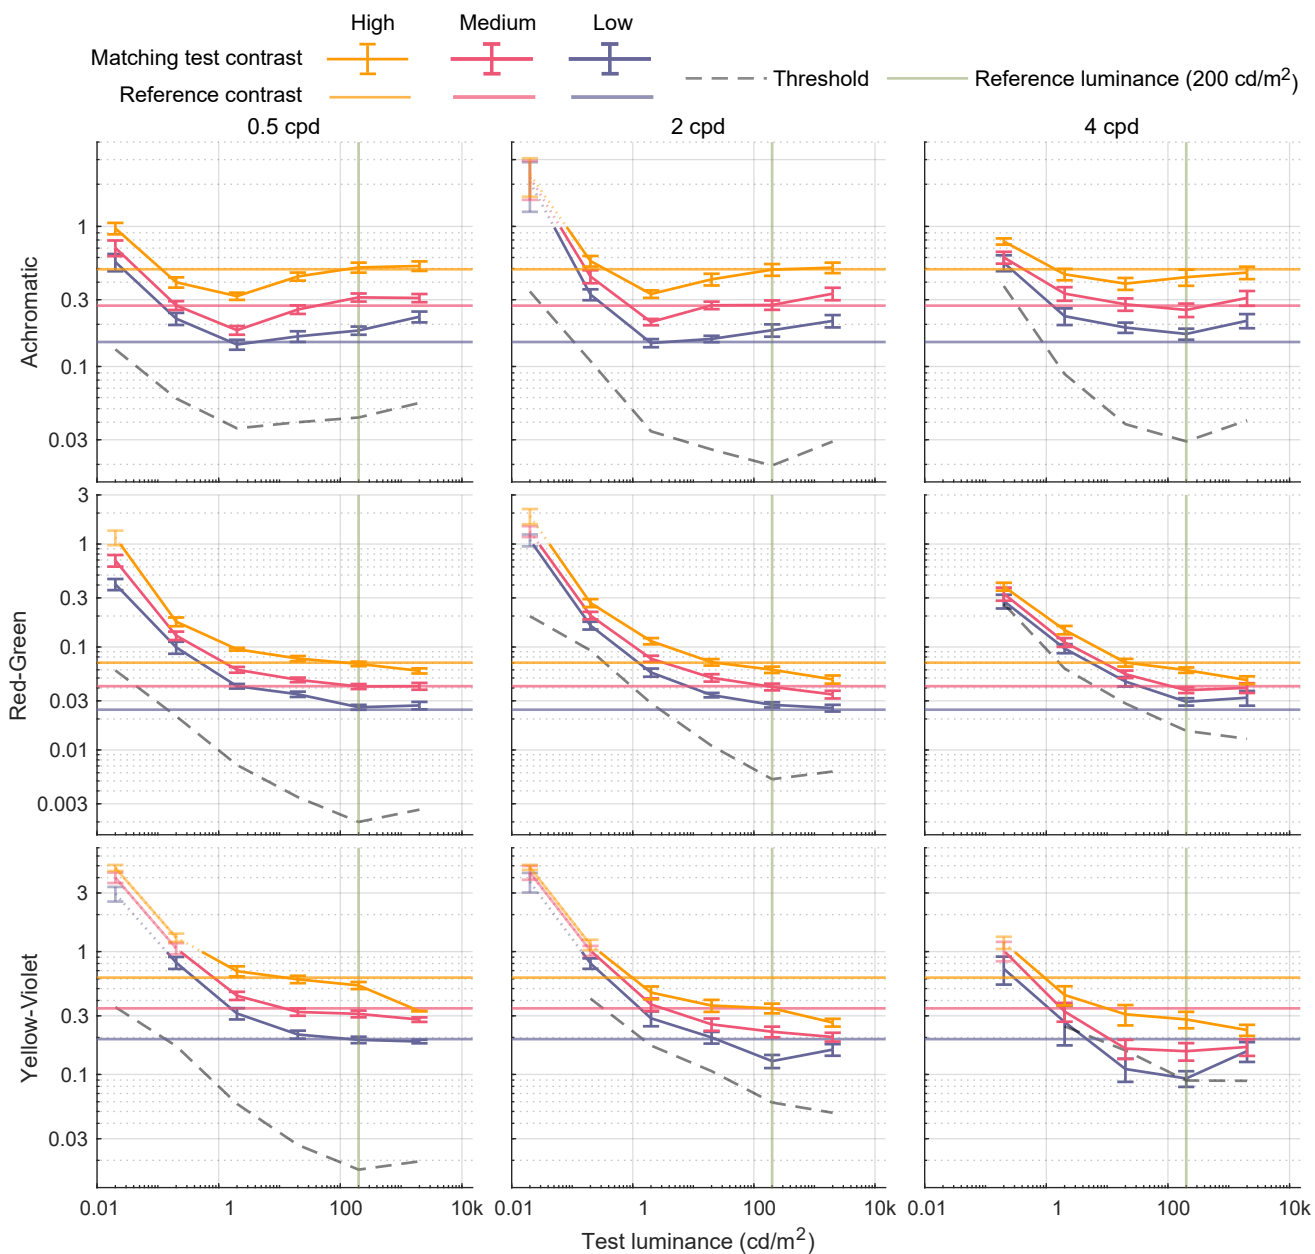 High Medium Low
Matching test contrast
Reference contrast
Threshold
Reference luminance (200 cd/m²)
0.5 cpd 2 cpd 4 cpd
Achromatic
1
0.3
0.1
0.03
Red-Green
3
1
0.3
0.1
0.03
0.01
0.003
Yellow-Violet
3
1
0.3
0.1
0.03
0.01 1 100 10k 0.01 1 100 10k 0.01 1 100 10k
Test luminance (cd/m²)